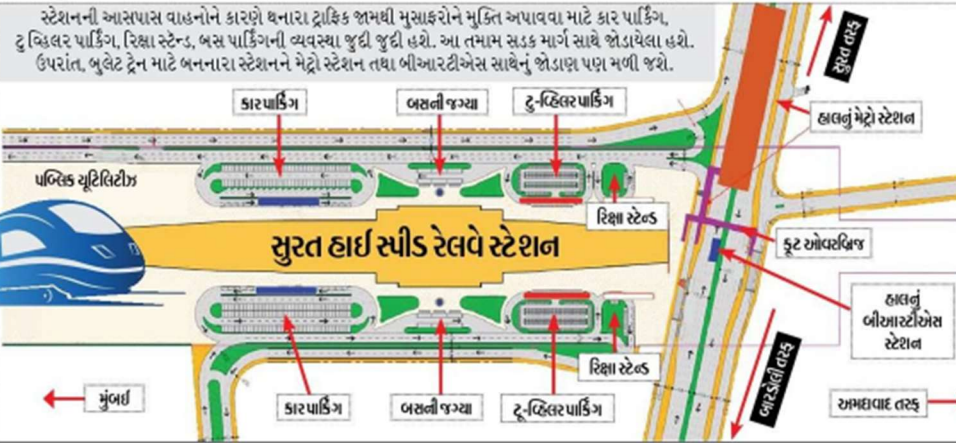 સ્ટેશનની આસપાસ વાહનોને કારણે થનારા ટ્રાફિક જામથી મુસાફરોને મુક્તિ અપાવવા માટે કાર પાર્કિંગ,
ટુ વ્હિલર પાર્કિંગ, રિક્ષા સ્ટેન્ડ, બસ પાર્કિંગની વ્યવસ્થા જુદી જુદી હશે. આ તમામ સડક માર્ગ સાથે જોડાયેલા હશે.
ઉપરાંત, બુલેટ ટ્રેન માટે બનનારા સ્ટેશનને મેટ્રો સ્ટેશન તથા બીઆરટીએસ સાથેનું જોડાણ પણ મળી જશે.
સુરત તરફ
કાર પાર્કિંગ
બસની જગ્યા
ટુ-વ્હિલર પાર્કિંગ
હાલનું મેટ્રો સ્ટેશન
પબ્લિક યૂટિલિટીઝ
રિક્ષા સ્ટેન્ડ
સુરત હાઈ સ્પીડ રેલવે સ્ટેશન
ફૂટ ઓવરબ્રિજ
હાલનું
બીઆરટીએસ
સ્ટેશન
રિક્ષા સ્ટેન્ડ
બારડોલી તરફ
મુંબઈ
કાર પાર્કિંગ
બસની જગ્યા
ટૂ-વ્હિલર પાર્કિંગ
અમદાવાદ તરફ